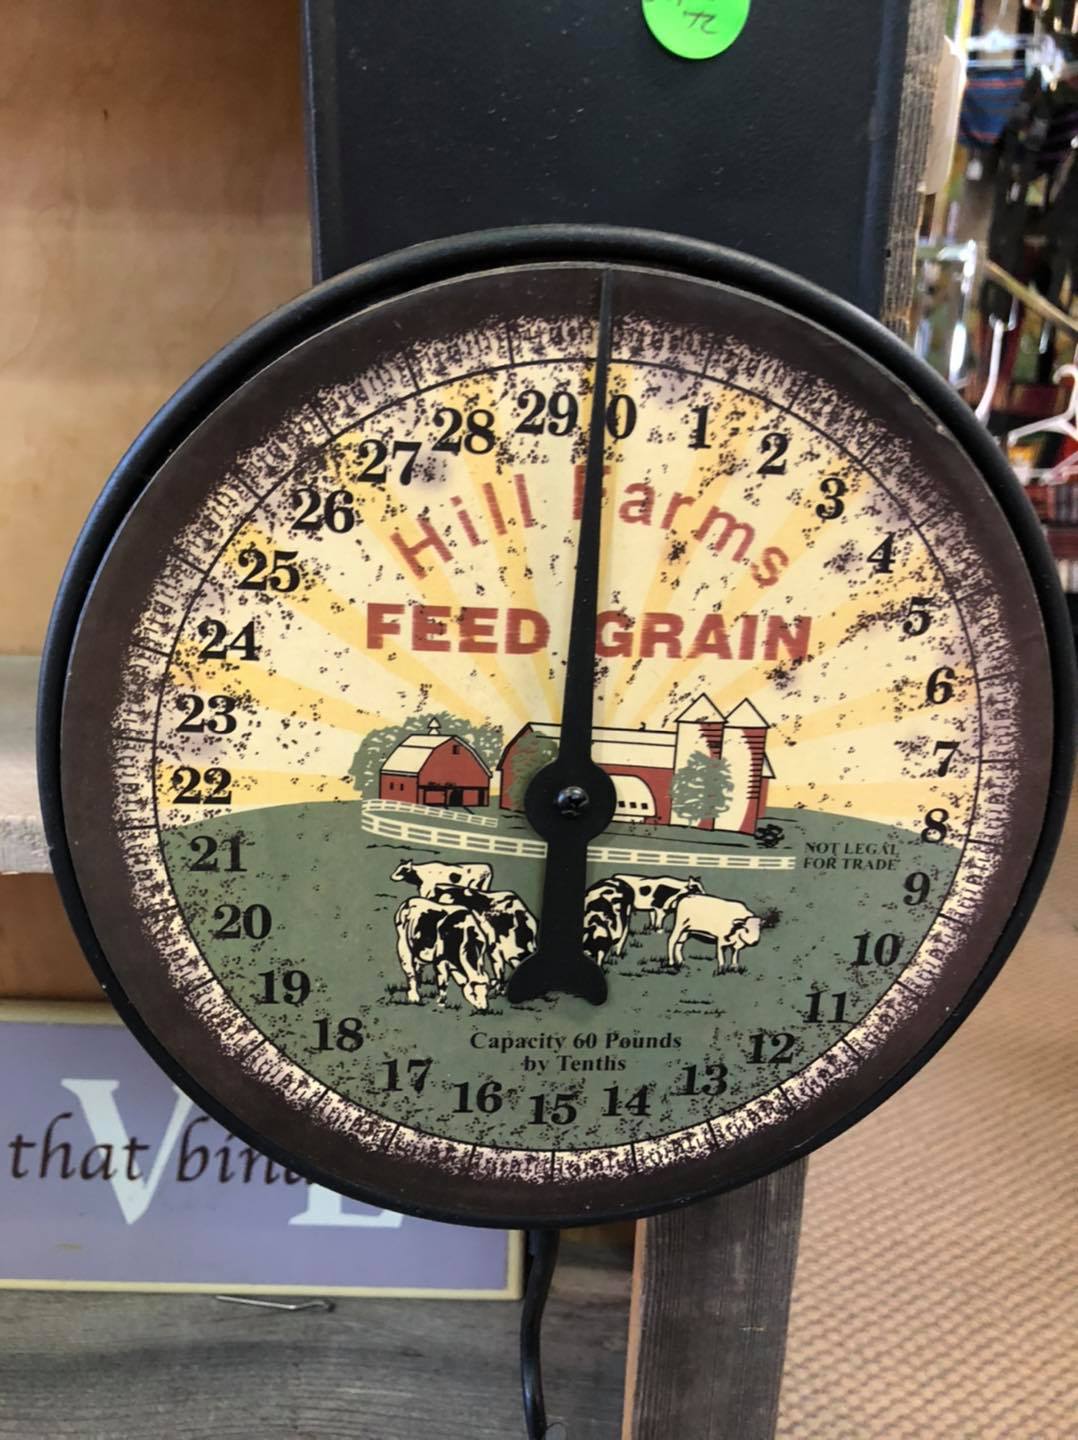 29 0 1
28 2
27 3
26 4
25 5
24 6
23 7
22 8
21 9
20 10
19 11
18 12
17 13
16 15 14
Hill Farms
FEED GRAIN
NOT LEGAL
FOR TRADE
Capacity 60 Pounds
by Tenths
that bind